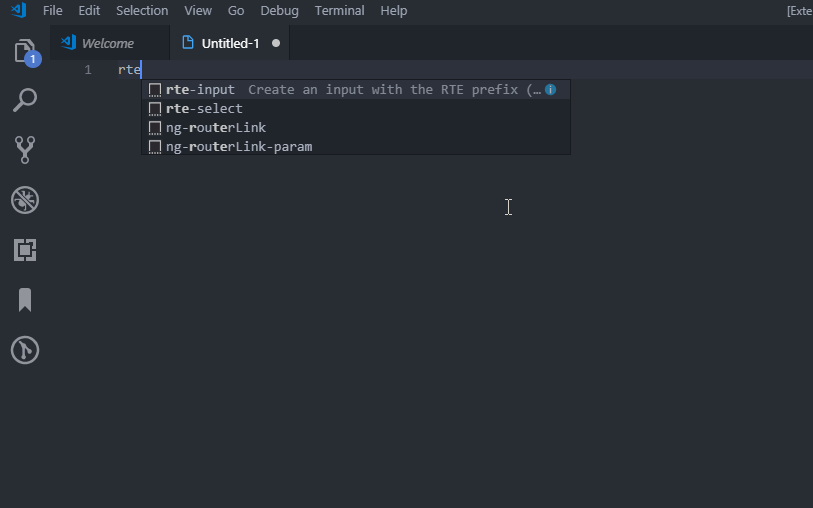 File Edit Selection View Go Debug Terminal Help [Exte
Welcome Untitled-1
1
1 rte
rte-input Create an input with the RTE prefix (…
rte-select
ng-routerLink
ng-routerLink-param